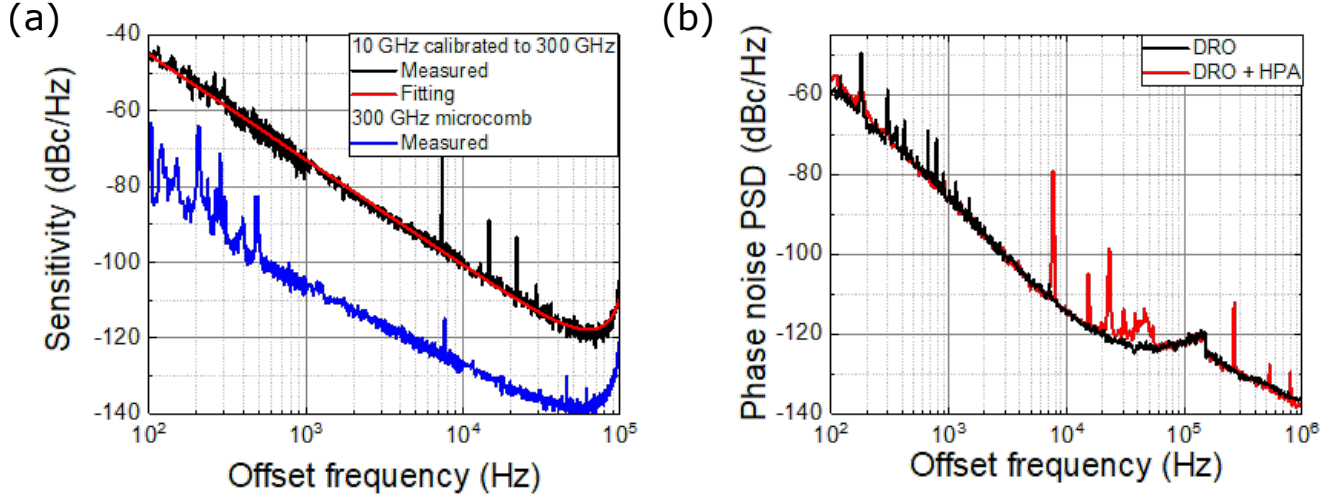 (a)
Sensitivity (dBc/Hz)
-40
-60
-80
-100
-120
-140
10 GHz calibrated to 300 GHz
Measured
Fitting
300 GHz microcomb
Measured
10² 10³ 10⁴ 10⁵
Offset frequency (Hz)
(b)
Phase noise PSD (dBc/Hz)
-60
-80
-100
-120
-140
DRO
DRO + HPA
10² 10³ 10⁴ 10⁵ 10⁶
Offset frequency (Hz)